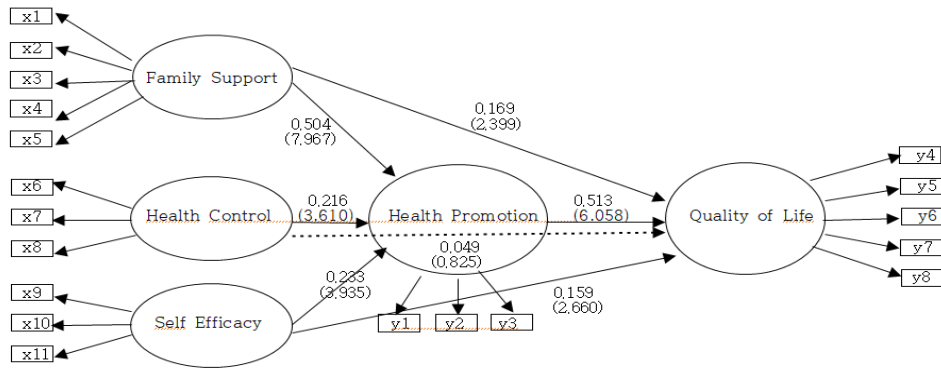 x1
x2
x3
x4
x5
Family Support
0.169
(2.399)
0.504
(7.967)
x6
x7
x8
Health Control
0.216
(3.610)
Health Promotion
0.513
(6.058)
Quality of Life
y4
y5
y6
y7
y8
0.049
(0.825)
0.233
(3.935)
0.159
(2.660)
x9
x10
x11
Self Efficacy
y1
y2
y3